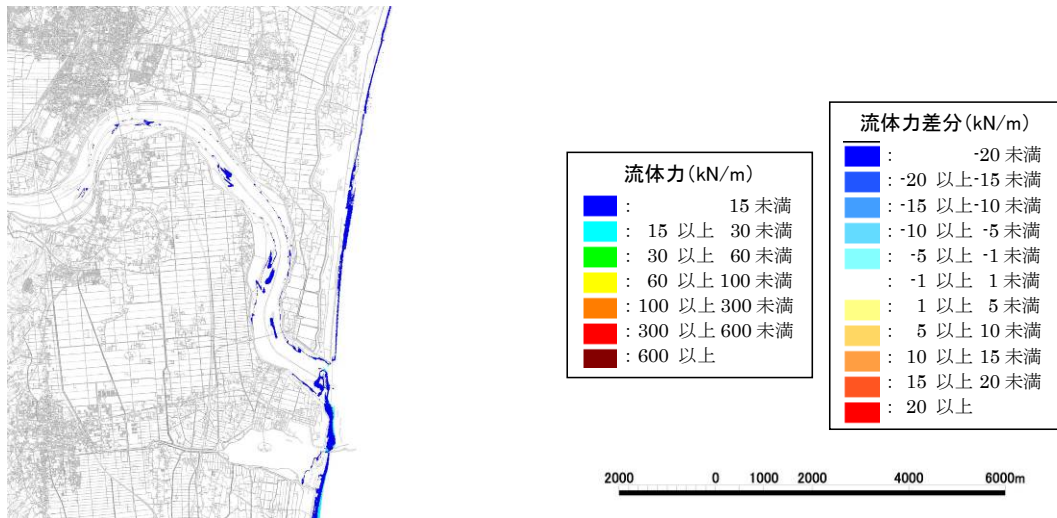 流体力(kN/m)
: 15 未満
: 15 以上 30 未満
: 30 以上 60 未満
: 60 以上 100 未満
: 100 以上 300 未満
: 300 以上 600 未満
: 600 以上
流体力差分(kN/m)
: -20 未満
: -20 以上 -15 未満
: -15 以上 -10 未満
: -10 以上 -5 未満
: -5 以上 -1 未満
-1 以上 1 未満
: 1 以上 5 未満
: 5 以上 10 未満
: 10 以上 15 未満
: 15 以上 20 未満
: 20 以上
2000 0 1000 2000 4000 6000m